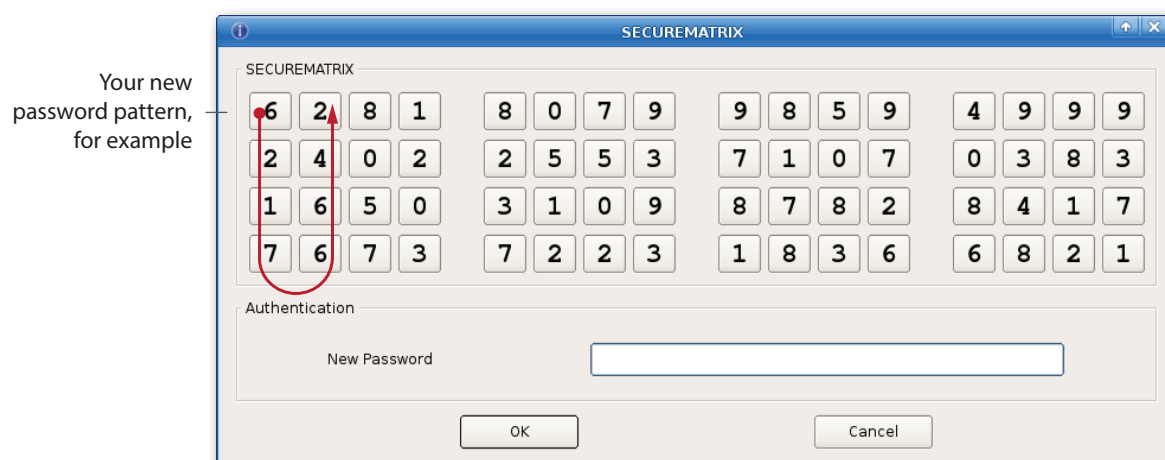 SECUREMATRIX
SECUREMATRIX
Your new
password pattern,
for example
6 2 8 1 8 0 7 9 9 8 5 9 4 9 9 9
2 4 0 2 2 5 5 3 7 1 0 7 0 3 8 3
1 6 5 0 3 1 0 9 8 7 8 2 8 4 1 7
7 6 7 3 7 2 2 3 1 8 3 6 6 8 2 1
Authentication
New Password
OK Cancel